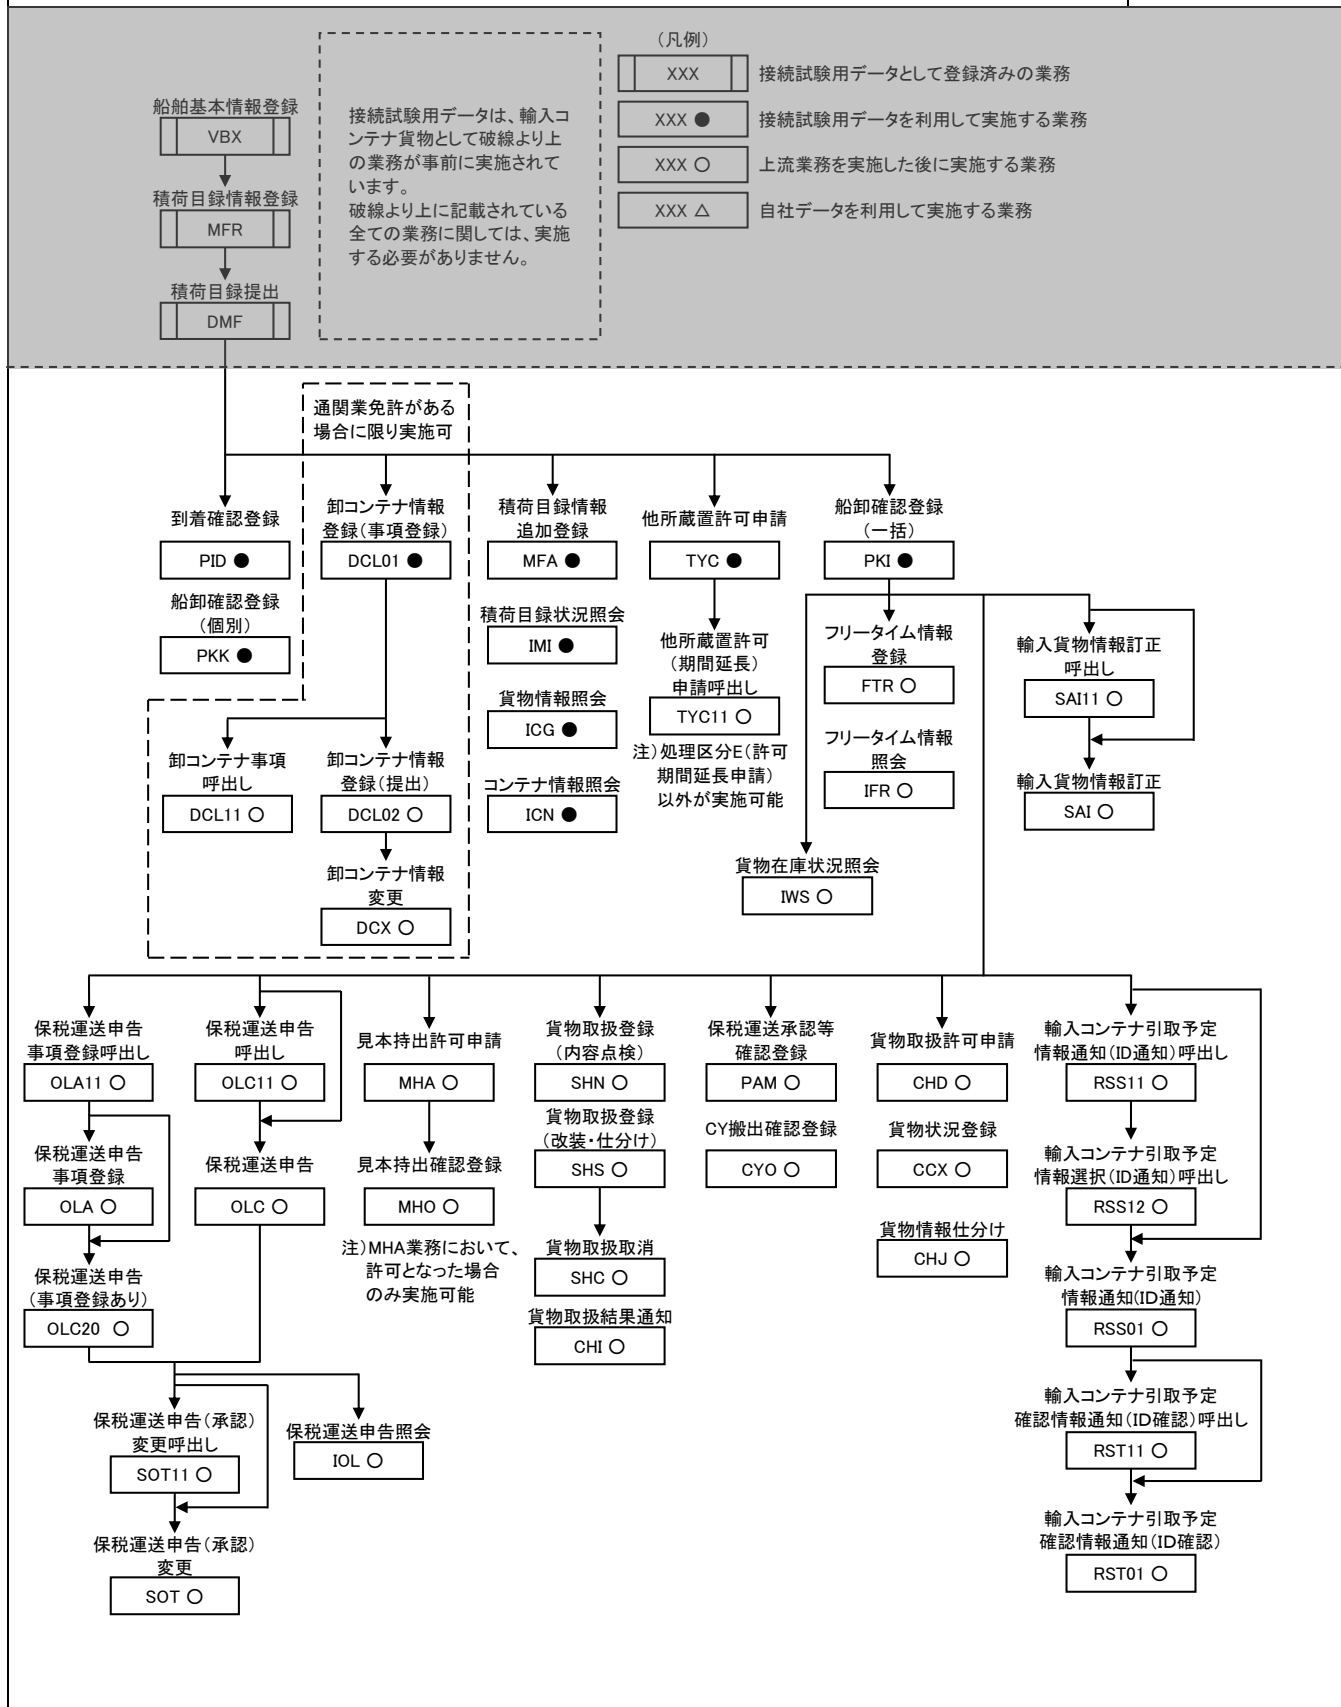 (凡例)
XXX
接続試験用データとして登録済みの業務
XXX ●
接続試験用データを利用して実施する業務
XXX ○
上流業務を実施した後に実施する業務
XXX △
自社データを利用して実施する業務
船舶基本情報登録
VBX
積荷目録情報登録
MFR
積荷目録提出
DMF
接続試験用データは、輸入コ
ンテナ貨物として破線より上
の業務が事前に実施されて
います。
破線より上に記載されている
全ての業務に関しては、実施
する必要がありません。
通関業免許がある
場合に限り実施可
到着確認登録
PID ●
船卸確認登録
(個別)
PKK ●
卸コンテナ情報
登録(事項登録)
DCL01 ●
卸コンテナ事項
呼出し
DCL11 ○
卸コンテナ情報
登録(提出)
DCL02 ○
卸コンテナ情報
変更
DCX ○
積荷目録情報
追加登録
MFA ●
積荷目録状況照会
IMI ●
貨物情報照会
ICG ●
コンテナ情報照会
ICN ●
他所蔵置許可申請
TYC ●
他所蔵置許可
(期間延長)
申請呼出し
TYC11 ○
注)処理区分E(許可
期間延長申請)
以外が実施可能
船卸確認登録
(一括)
PKI ●
フリータイム情報
登録
FTR ○
フリータイム情報
照会
IFR ○
貨物在庫状況照会
IWS ○
輸入貨物情報訂正
呼出し
SAI11 ○
輸入貨物情報訂正
SAI ○
保税運送申告
事項登録呼出し
OLA11 ○
保税運送申告
事項登録
OLA ○
保税運送申告
(事項登録あり)
OLC20 ○
保税運送申告
呼出し
OLC11 ○
保税運送申告
OLC ○
保税運送申告(承認)
変更呼出し
SOT11 ○
保税運送申告(承認)
変更
SOT ○
保税運送申告照会
IOL ○
見本持出許可申請
MHA ○
見本持出確認登録
MHO ○
注)MHA業務において、
許可となった場合
のみ実施可能
貨物取扱登録
(内容点検)
SHN ○
貨物取扱登録
(改装・仕分け)
SHS ○
貨物取扱取消
SHC ○
貨物取扱結果通知
CHI ○
保税運送承認等
確認登録
PAM ○
CY搬出確認登録
CYO ○
貨物取扱許可申請
CHD ○
貨物状況登録
CCX ○
貨物情報仕分け
CHJ ○
輸入コンテナ引取予定
情報通知(ID通知)呼出し
RSS11 ○
輸入コンテナ引取予定
情報選択(ID通知)呼出し
RSS12 ○
輸入コンテナ引取予定
情報通知(ID通知)
RSS01 ○
輸入コンテナ引取予定
確認情報通知(ID確認)呼出し
RST11 ○
輸入コンテナ引取予定
確認情報通知(ID確認)
RST01 ○